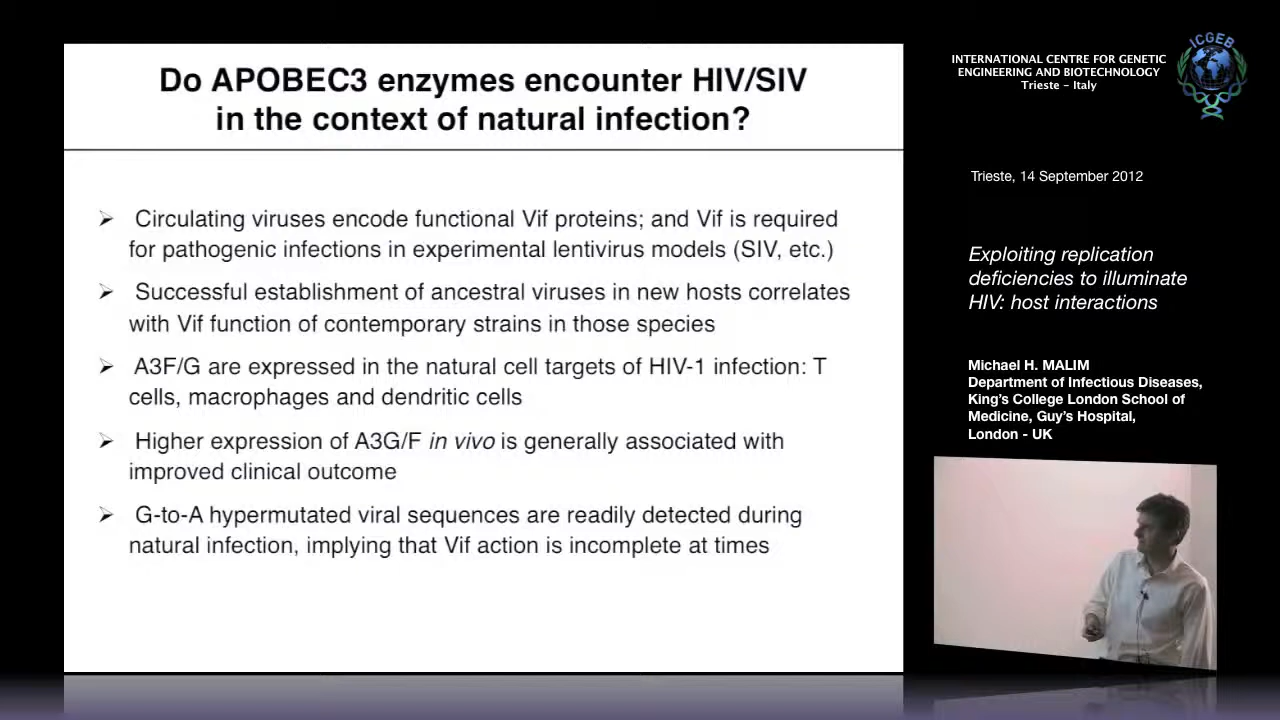 Do APOBEC3 enzymes encounter HIV/SIV
in the context of natural infection?
➢ Circulating viruses encode functional Vif proteins; and Vif is required
for pathogenic infections in experimental lentivirus models (SIV, etc.)
➢ Successful establishment of ancestral viruses in new hosts correlates
with Vif function of contemporary strains in those species
➢ A3F/G are expressed in the natural cell targets of HIV-1 infection: T
cells, macrophages and dendritic cells
➢ Higher expression of A3G/F in vivo is generally associated with
improved clinical outcome
➢ G-to-A hypermutated viral sequences are readily detected during
natural infection, implying that Vif action is incomplete at times
INTERNATIONAL CENTRE FOR GENETIC
ENGINEERING AND BIOTECHNOLOGY
Trieste - Italy
ICGEB
Trieste, 14 September 2012
Exploiting replication
deficiencies to illuminate
HIV: host interactions
Michael H. MALIM
Department of Infectious Diseases,
King's College London School of
Medicine, Guy's Hospital,
London - UK